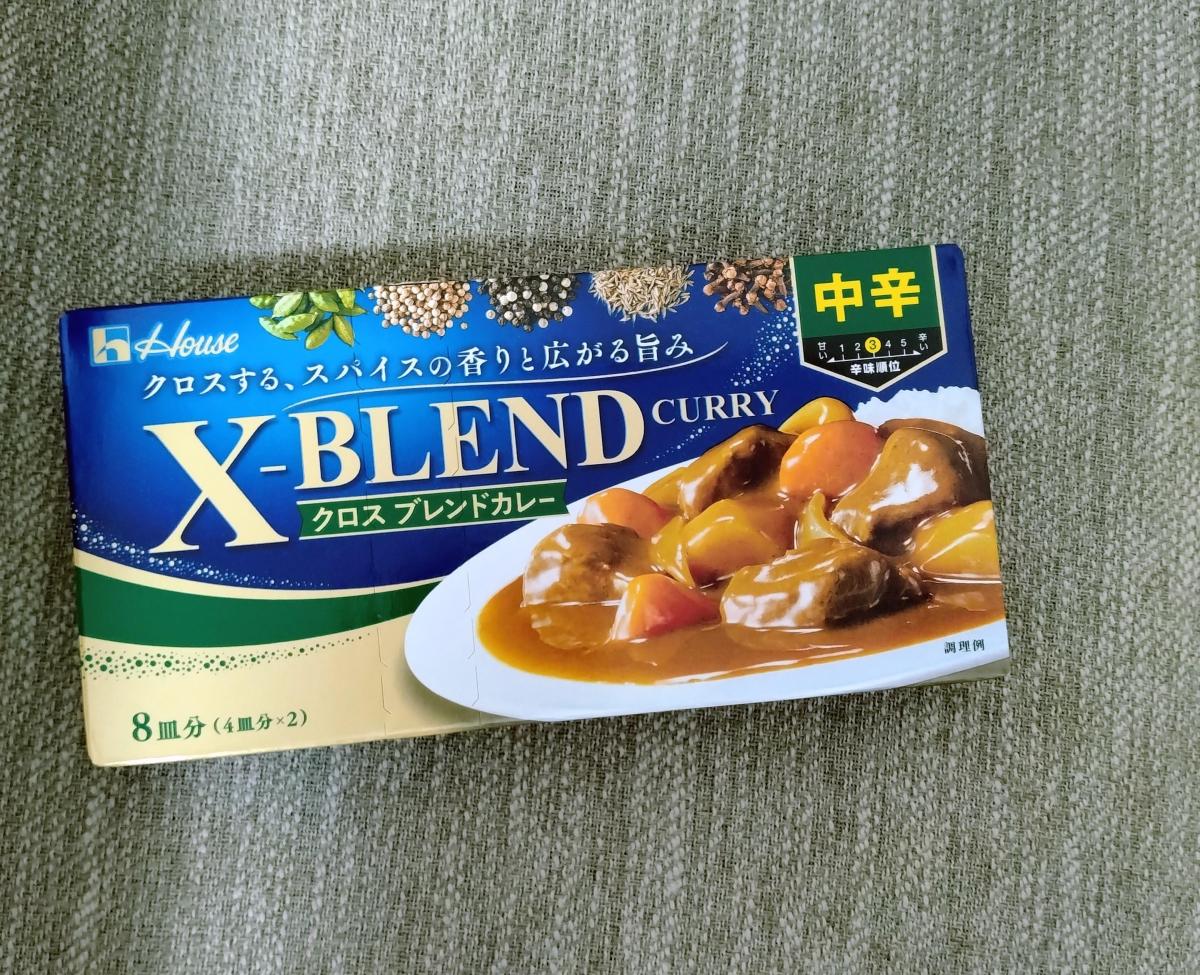 House
クロスする、スパイスの香りと広がる旨み
X-BLEND CURRY
クロス ブレンドカレー
中辛
甘い 1 2 3 4 5 辛い
辛味順位
調理例
8皿分(4皿分×2)